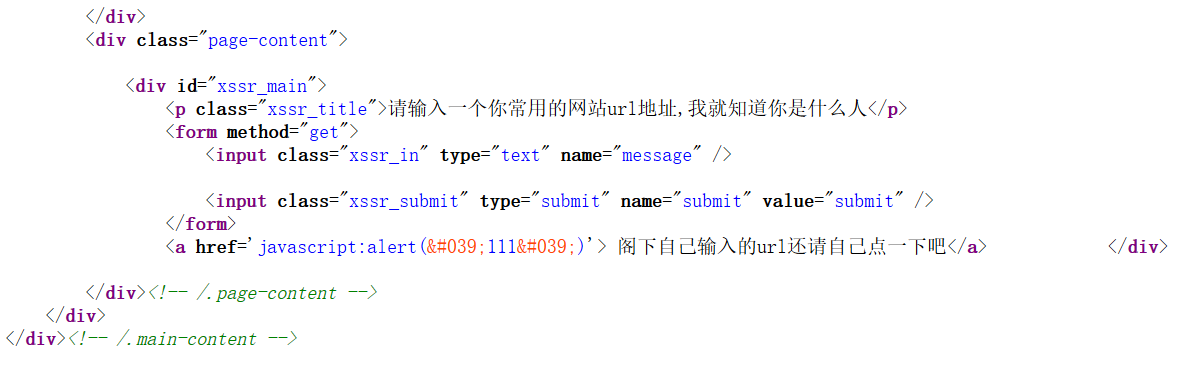 </div>
<div class="page-content">
<div id="xssr_main">
<p class="xssr_title">请输入一个你常用的网站url地址,我就知道你是什么人</p>
<form method="get">
<input class="xssr_in" type="text" name="message" />
<input class="xssr_submit" type="submit" name="submit" value="submit" />
</form>
<a href='javascript:alert(&#039;111&#039;)'> 阁下自己输入的url还请自己点一下吧</a> </div>
</div><!-- /.page-content -->
</div>
</div><!-- /.main-content -->